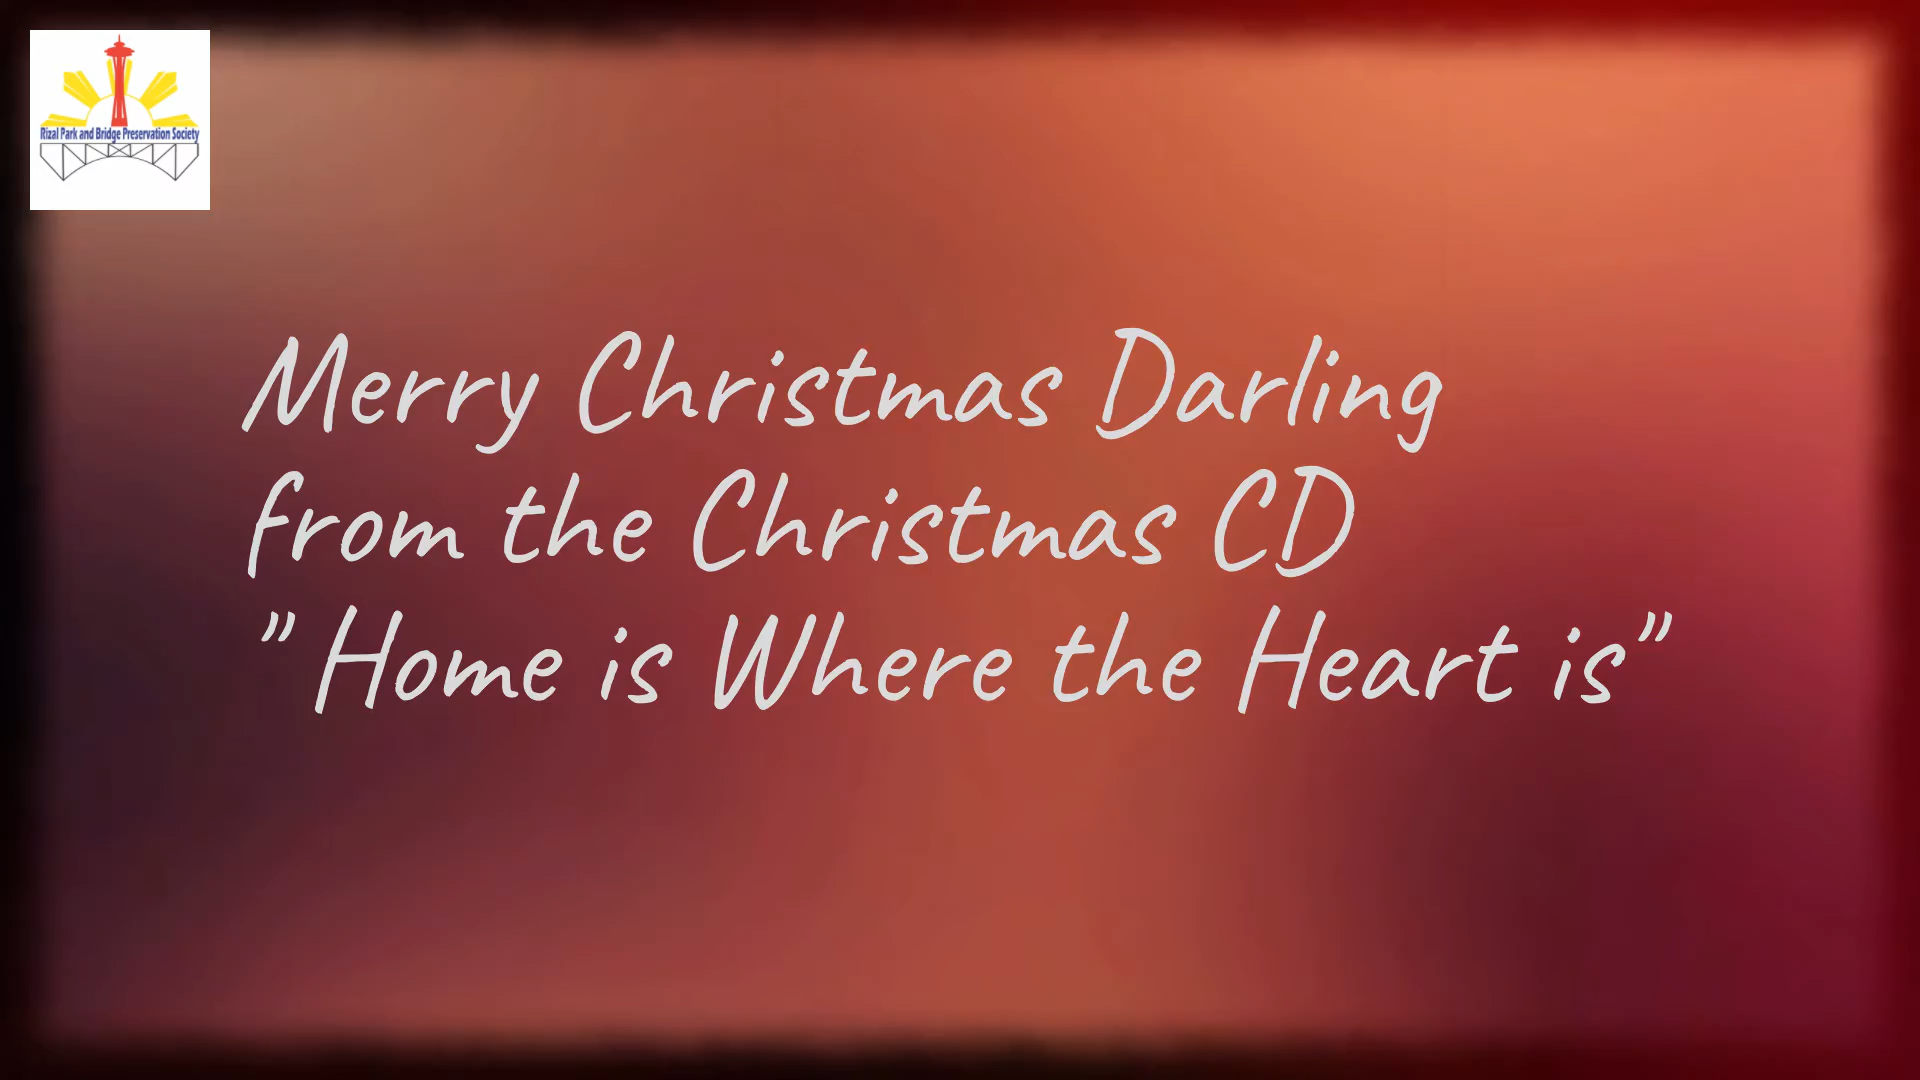 Rizal Park and Bridge Preservation Society
Merry Christmas Darling
from the Christmas CD
" Home is Where the Heart is"